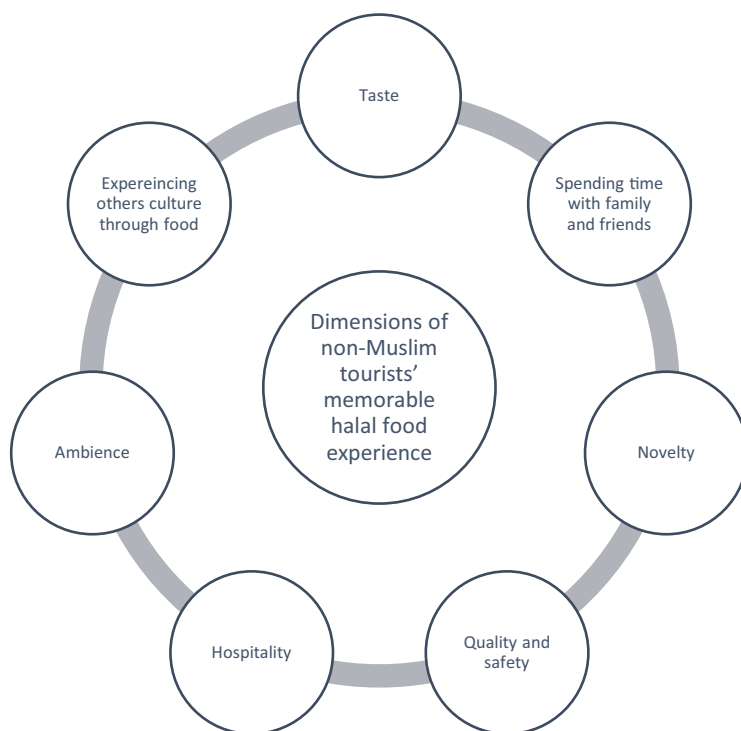 Taste
Spending time
with family
and friends
Novelty
Quality and
safety
Hospitality
Ambience
Expereincing
others culture
through food
Dimensions of
non-Muslim
tourists’
memorable
halal food
experience